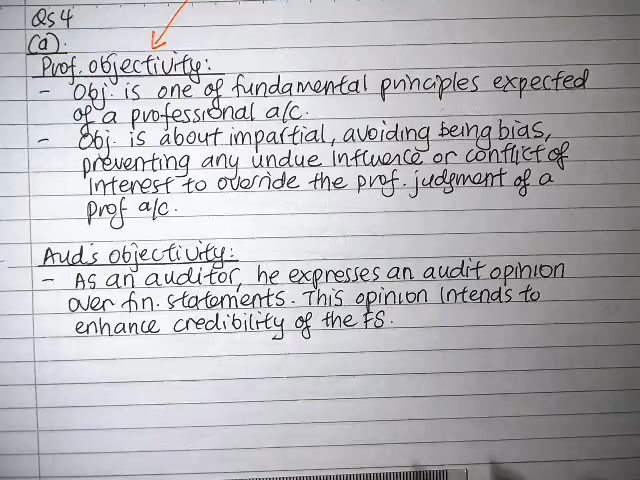 Qs 4
(a).
Prof. objectivity:
- Obj. is one of fundamental principles expected
of a professional a/c.
- Obj. is about impartial, avoiding being bias,
preventing any undue influence or conflict of
interest to override the prof. judgment of a
prof a/c.
Aud's objectivity:
- As an auditor, he expresses an audit opinion
over fin. statements. This opinion intends to
enhance credibility of the FS.